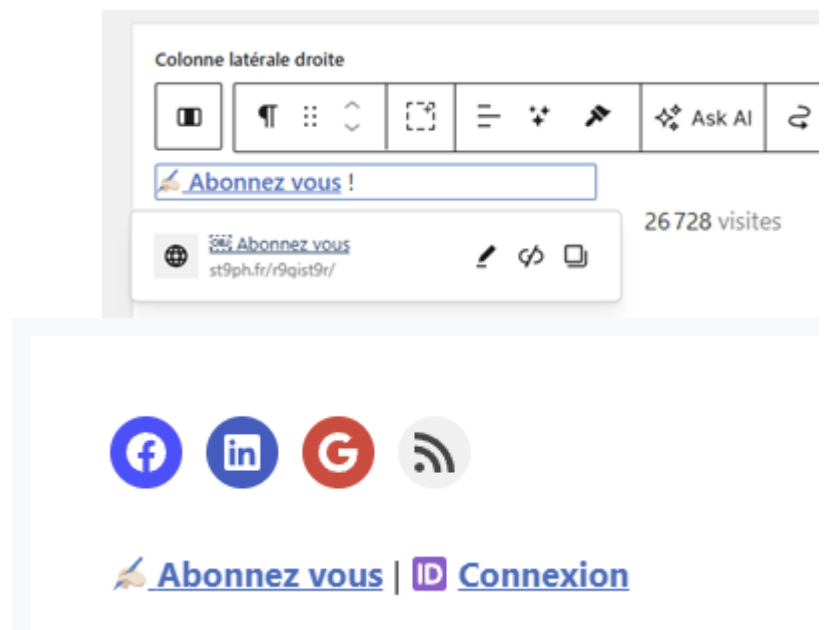 Colonne latérale droite
Ask AI
✍🏻 Abonnez vous !
26 728 visites
Abonnez vous
st9ph.fr/r9qist9r/
✍🏻 Abonnez vous | 🆔 Connexion